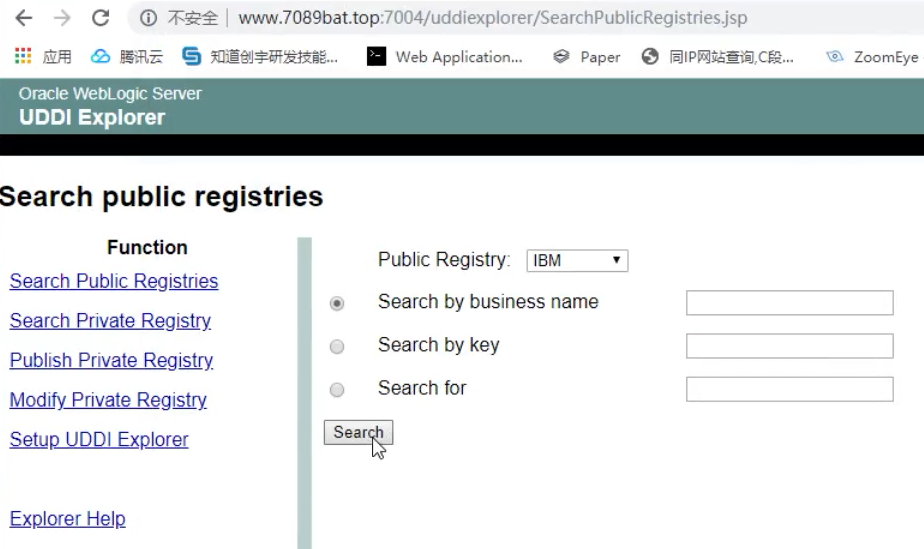 不安全 www.7089bat.top:7004/uddiexplorer/SearchPublicRegistries.jsp
应用 腾讯云 知道创宇研发技能... Web Application... Paper 同IP网站查询,C段... ZoomEye
Oracle WebLogic Server
UDDI Explorer
Search public registries
Function
Search Public Registries
Search Private Registry
Publish Private Registry
Modify Private Registry
Setup UDDI Explorer
Explorer Help
Public Registry: IBM
Search by business name
Search by key
Search for
Search